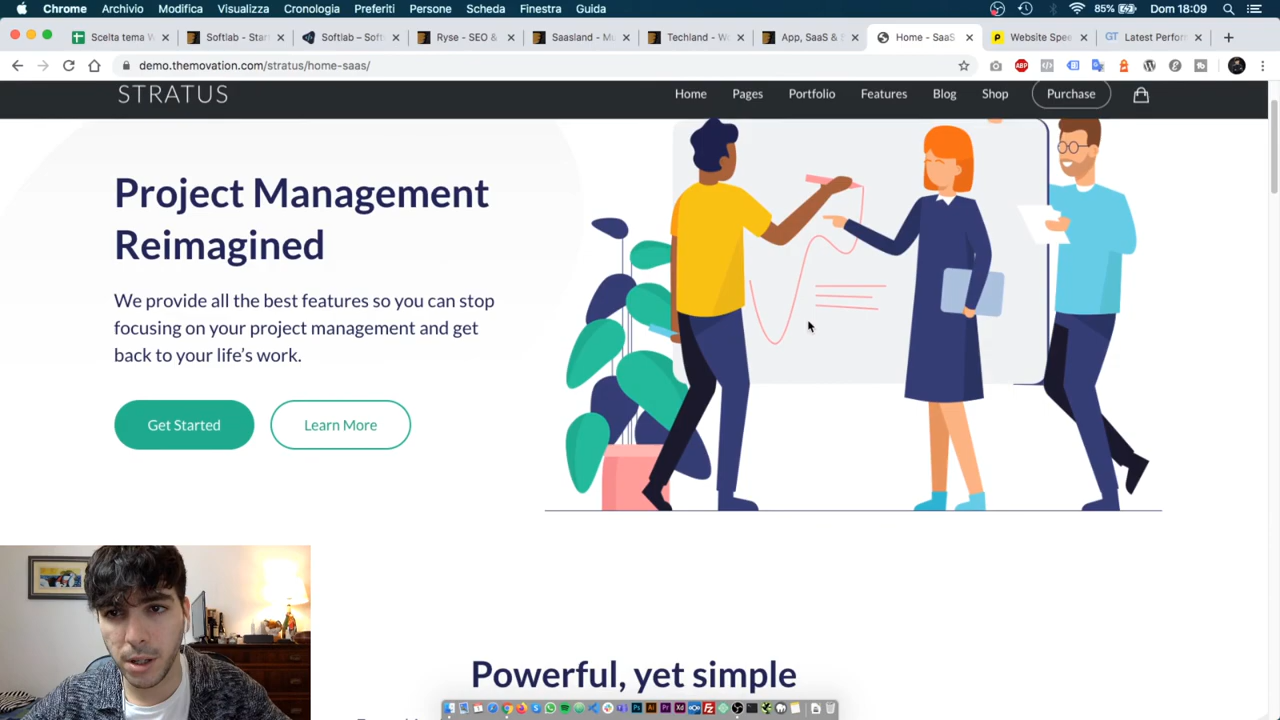 Chrome Archivio Modifica Visualizza Cronologia Preferiti Persone Scheda Finestra Guida 85% Dom 18:09
Scelta tema W Softlab - Star Softlab – Soft Ryse - SEO & Saasland - Mu Techland - Wo App, SaaS & Home - SaaS Website Spee Latest Perfor
demo.themovation.com/stratus/home-saas/
STRATUS Home Pages Portfolio Features Blog Shop Purchase
Project Management
Reimagined
We provide all the best features so you can stop
focusing on your project management and get
back to your life’s work.
Get Started Learn More
Powerful, yet simple